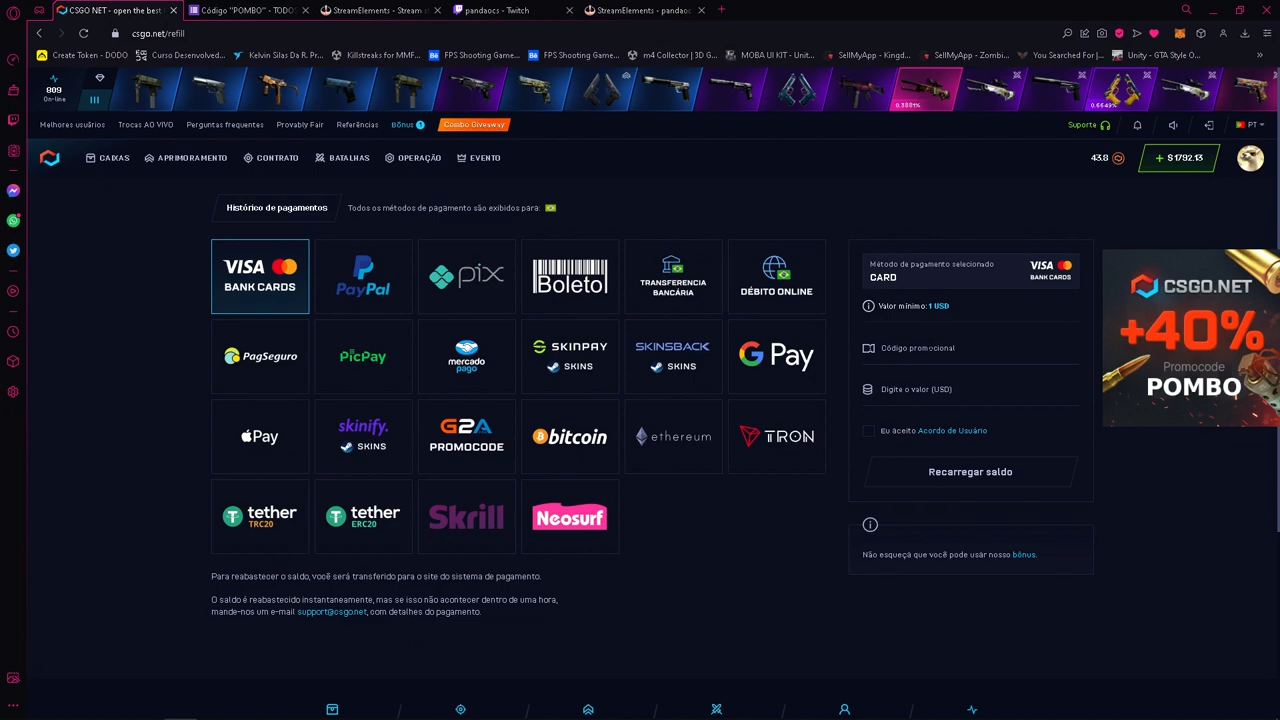 CSGO.NET - open the best
Código "POMBO" - TODOS
StreamElements - Stream s
pandaocs - Twitch
StreamElements - pandaoc
csgo.net/refill
Create Token - DODO
Curso Desenvolved...
Kelvin Silas Da R. Pr...
Killstreaks for MMF...
FPS Shooting Game...
FPS Shooting Game...
m4 Collector | 3D G...
MOBA UI KIT - Unit...
SellMyApp - Kingd...
SellMyApp - Zombi...
You Searched For |...
Unity - GTA Style O...
809
On-line
0.3881%
0.6649%
Melhores usuários
Trocas AO VIVO
Perguntas frequentes
Provably Fair
Referências
Bônus
Combo Giveaway
Suporte
PT
CAIXAS
APRIMORAMENTO
CONTRATO
BATALHAS
OPERAÇÃO
EVENTO
43.8
+ $ 1792.13
Histórico de pagamentos
Todos os métodos de pagamento são exibidos para:
VISA
BANK CARDS
PayPal
pix
Boleto
TRANSFERENCIA
BANCÁRIA
DÉBITO ONLINE
PagSeguro
PicPay
mercado
pago
SKINPAY
SKINS
SKINSBACK
SKINS
G Pay
Pay
skinify.
SKINS
G2A
PROMOCODE
bitcoin
ethereum
TRON
tether
TRC20
tether
ERC20
Skrill
Neosurf
Para reabastecer o saldo, você será transferido para o site do sistema de pagamento.
O saldo é reabastecido instantaneamente, mas se isso não acontecer dentro de uma hora,
mande-nos um e-mail support@csgo.net, com detalhes do pagamento.
Método de pagamento selecionado
CARD
VISA
BANK CARDS
Valor mínimo: 1 USD
Código promocional
Digite o valor (USD)
Eu aceito Acordo de Usuário
Recarregar saldo
Não esqueça que você pode usar nosso bônus.
CSGO.NET
+40%
Promocode
POMBO